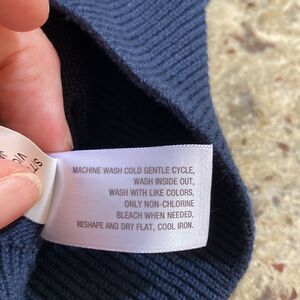 MACHINE WASH COLD GENTLE CYCLE,
WASH INSIDE OUT,
WASH WITH LIKE COLORS,
ONLY NON-CHLORINE
BLEACH WHEN NEEDED,
RESHAPE AND DRY FLAT, COOL IRON.